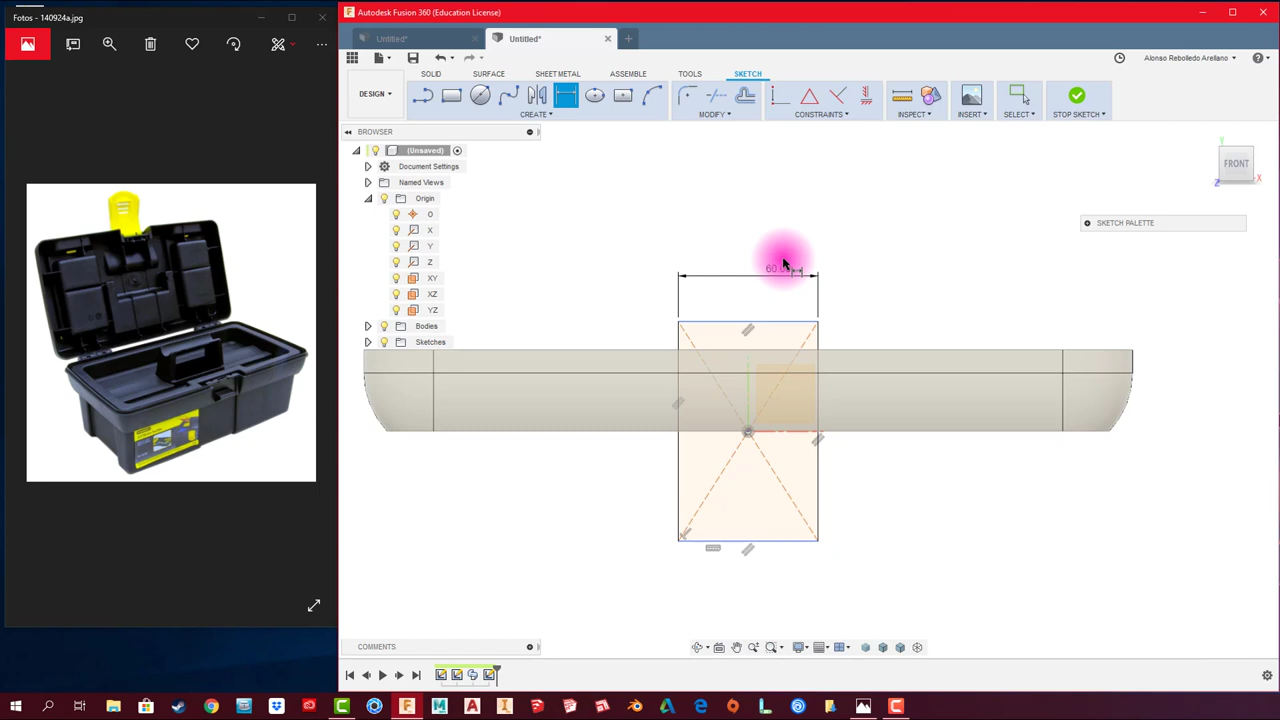 Fotos - 140924a.jpg
Autodesk Fusion 360 (Education License)
Untitled*
Untitled*
Alonso Rebolledo Arellano
SOLID
SURFACE
SHEET METAL
ASSEMBLE
TOOLS
SKETCH
DESIGN
CREATE
MODIFY
CONSTRAINTS
INSPECT
INSERT
SELECT
STOP SKETCH
BROWSER
(Unsaved)
Document Settings
Named Views
Origin
O
X
Y
Z
XY
XZ
YZ
Bodies
Sketches
Y
FRONT
X
Z
SKETCH PALETTE
COMMENTS